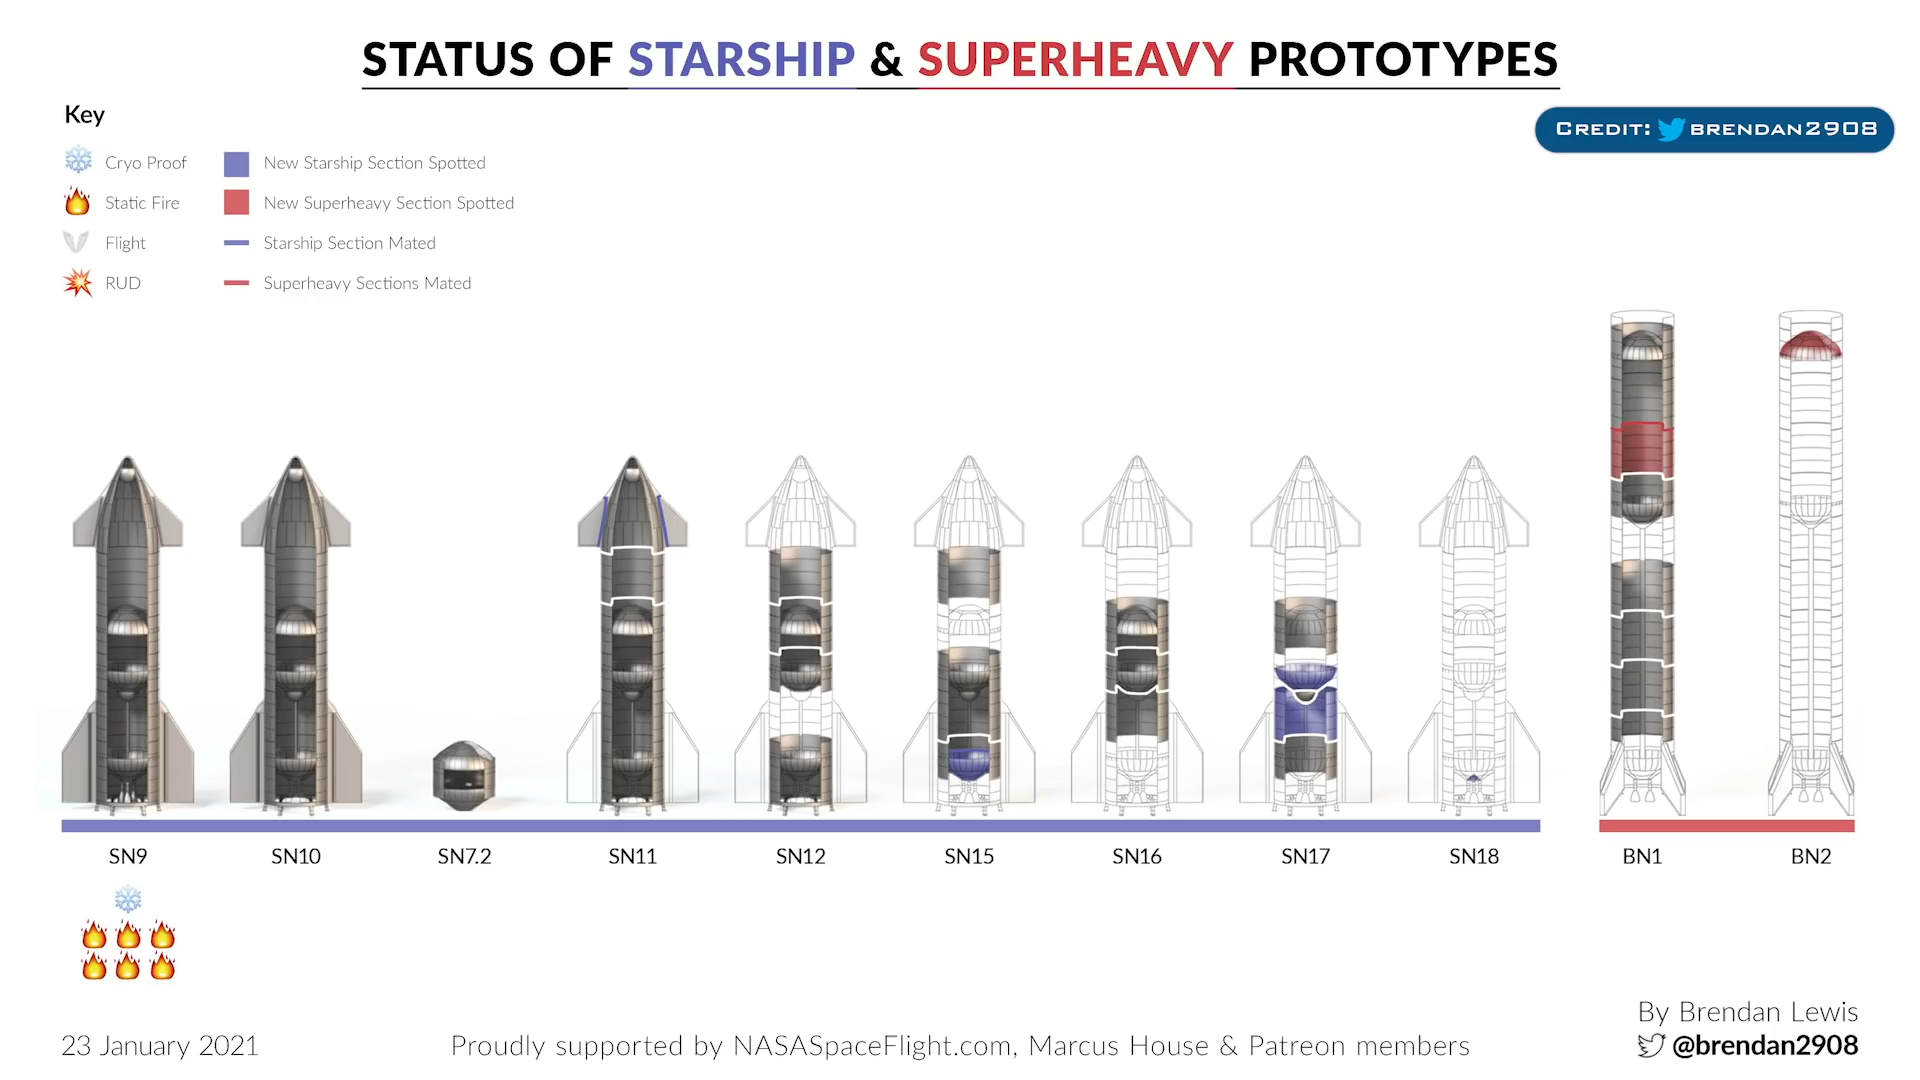 STATUS OF STARSHIP & SUPERHEAVY PROTOTYPES
Key
CREDIT: BRENDAN2908
Cryo Proof
New Starship Section Spotted
Static Fire
New Superheavy Section Spotted
Flight
Starship Section Mated
RUD
Superheavy Sections Mated
SN9
SN10
SN7.2
SN11
SN12
SN15
SN16
SN17
SN18
BN1
BN2
By Brendan Lewis
23 January 2021
Proudly supported by NASASpaceFlight.com, Marcus House & Patreon members
@brendan2908